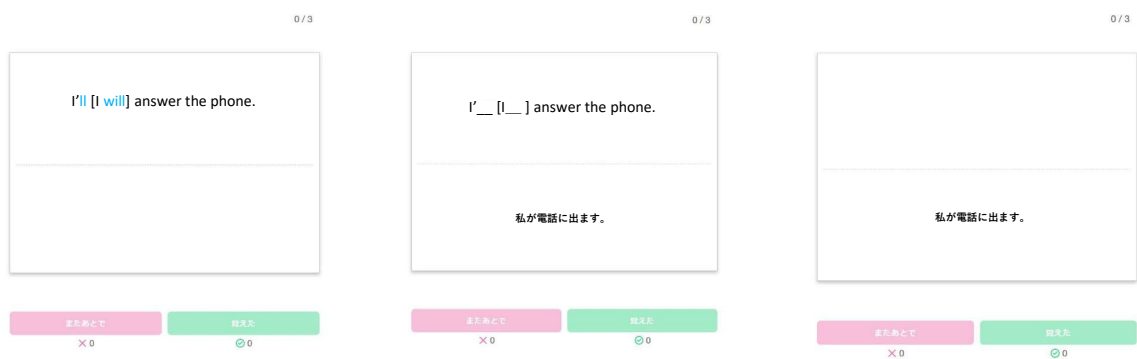 0 / 3
I'll [I will] answer the phone.
またあとで
覚えた
× 0
0
0 / 3
I'__ [I__ ] answer the phone.
私が電話に出ます。
またあとで
覚えた
× 0
0
0 / 3
私が電話に出ます。
またあとで
覚えた
× 0
0